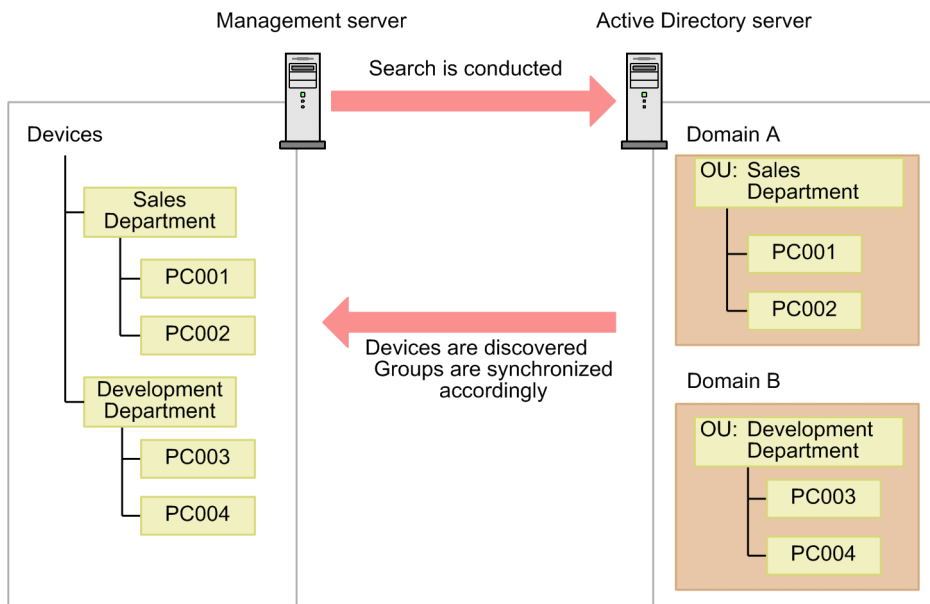 Management server
Active Directory server
Search is conducted
Devices
Sales
Department
PC001
PC002
Development
Department
PC003
PC004
Devices are discovered
Groups are synchronized
accordingly
Domain A
OU: Sales
Department
PC001
PC002
Domain B
OU: Development
Department
PC003
PC004